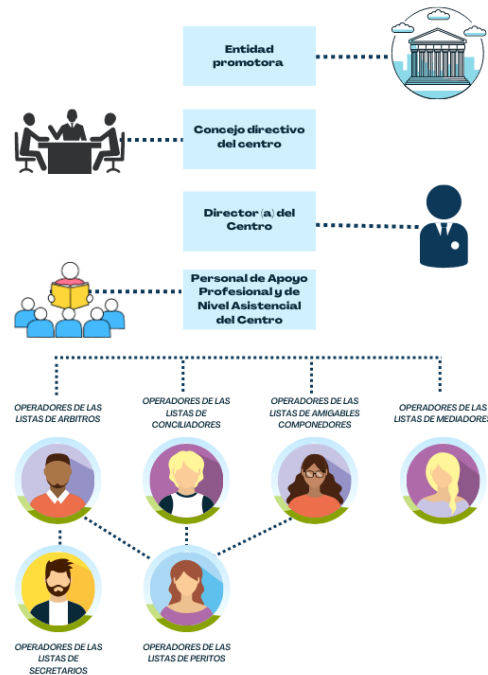 Entidad
promotora
Concejo directivo
del centro
Director (a) del
Centro
Personal de Apoyo
Profesional y de
Nivel Asistencial
del Centro
OPERADORES DE LAS
LISTAS DE ARBITROS
OPERADORES DE LAS
LISTAS DE
CONCILIADORES
OPERADORES DE LAS
LISTAS DE AMIGABLES
COMPONEDORES
OPERADORES DE LAS
LISTAS DE MEDIADORES
OPERADORES DE LAS
LISTAS DE
SECRETARIOS
OPERADORES DE LAS
LISTAS DE PERITOS